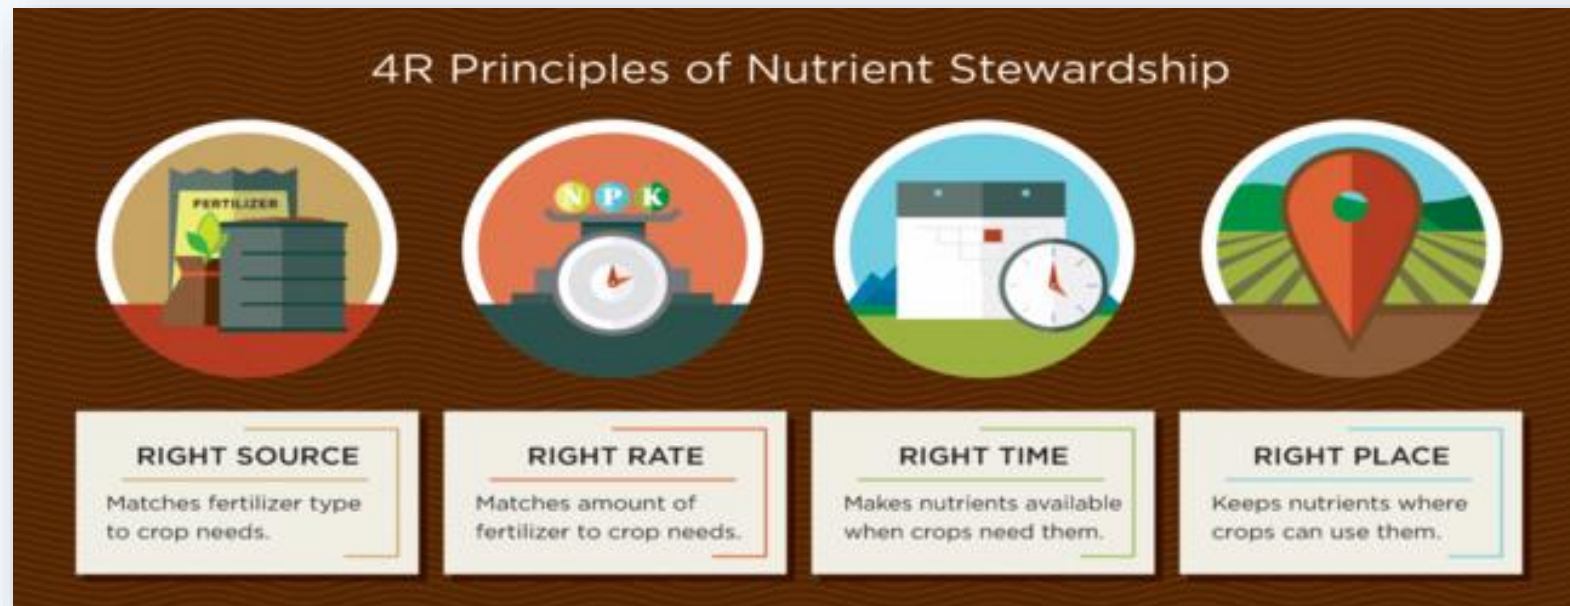 4R Principles of Nutrient Stewardship
FERTILIZER
N P K
RIGHT SOURCE
Matches fertilizer type
to crop needs.
RIGHT RATE
Matches amount of
fertilizer to crop needs.
RIGHT TIME
Makes nutrients available
when crops need them.
RIGHT PLACE
Keeps nutrients where
crops can use them.